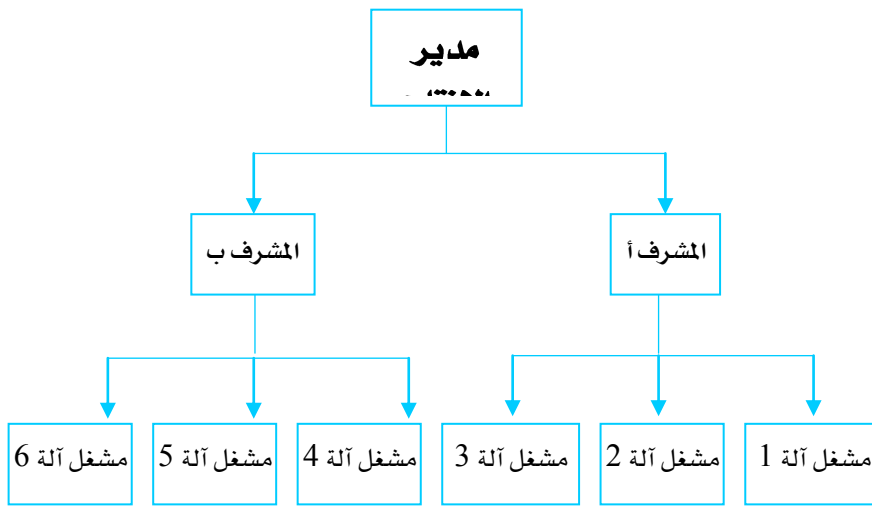 مدير
المشرف أ
المشرف ب
مشغل آلة 1
مشغل آلة 2
مشغل آلة 3
مشغل آلة 4
مشغل آلة 5
مشغل آلة 6